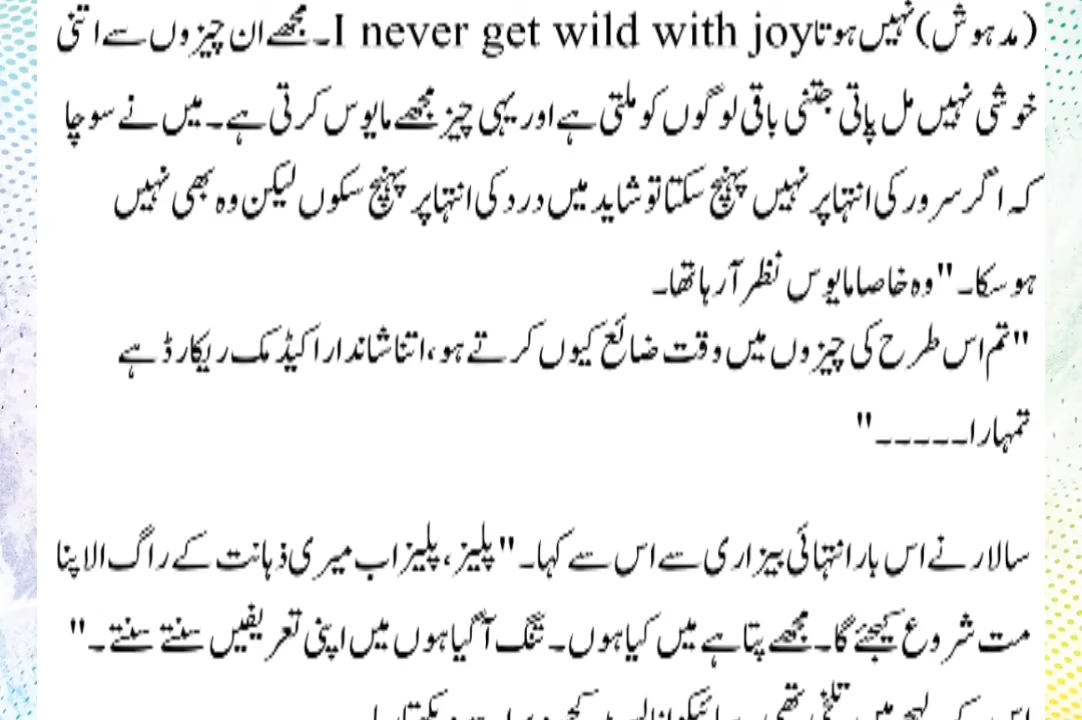 (مدہوش) نہیں ہوتا I never get wild with joy۔ مجھے ان چیزوں سے اتنی
خوشی نہیں مل پاتی جتنی باقی لوگوں کو ملتی ہے اور یہی چیز مجھے مایوس کرتی ہے۔ میں نے سوچا
کہ اگر سرور کی انتہا پر نہیں پہنچ سکتا تو شاید میں درد کی انتہا پر پہنچ سکوں لیکن وہ بھی نہیں
ہو سکا۔" وہ خاصا مایوس نظر آ رہا تھا۔
"تم اس طرح کی چیزوں میں وقت ضائع کیوں کرتے ہو، اتنا شاندار اکیڈمک ریکارڈ ہے
تمہارا۔۔۔۔۔"
سالار نے اس بار انتہائی بیزاری سے اس سے کہا۔ "پلیز، پلیز اب میری ذہانت کے راگ الاپنا
مت شروع کیجئے گا۔ مجھے پتا ہے میں کیا ہوں۔ تنگ آ گیا ہوں میں اپنی تعریفیں سنتے سنتے۔"